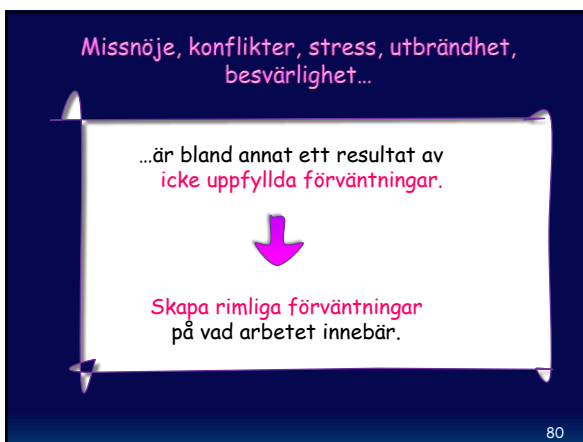 Missnöje, konflikter, stress, utbrändhet,
besvärlighet…
…är bland annat ett resultat av
icke uppfyllda förväntningar.
Skapa rimliga förväntningar
på vad arbetet innebär.
80